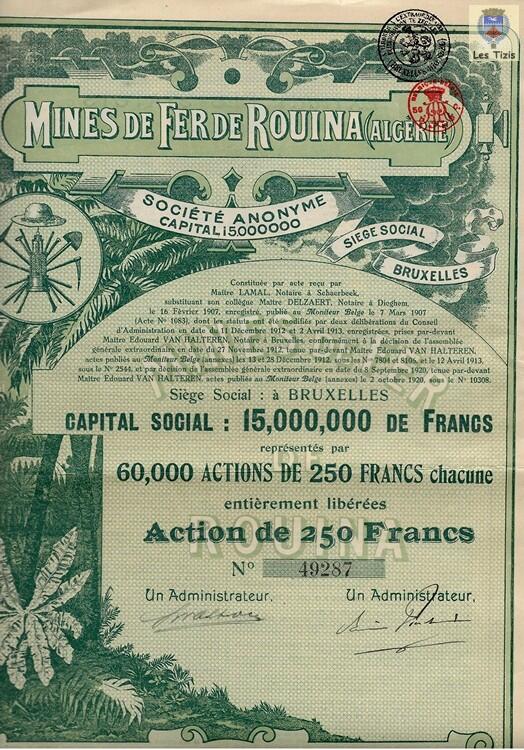 Les Tizis
MINES DE FER DE ROUINA (ALGERIE)
SOCIÉTÉ ANONYME
CAPITAL: 15000000
SIEGE SOCIAL
BRUXELLES
Constituée par acte reçu par
Maître LAMAL, Notaire à Schaerbeek,
substituant son collègue Maître DELZAERT, Notaire à Dieghem,
le 16 Février 1907, enregistré, publié au Moniteur Belge le 7 Mars 1907
(Acte Nº 1083), dont les statuts ont été modifiés par deux délibérations du Conseil
d'Administration en date du 11 Décembre 1912 et 2 Avril 1913, enregistrées, prises par-devant
Maître Edouard VAN HALTEREN, Notaire à Bruxelles, conformément à la décision de l'assemblée
générale extraordinaire en date du 27 Novembre 1912, tenue par-devant Maître Edouard VAN HALTEREN,
actes publiés au Moniteur Belge (annexes) les 13 et 28 Décembre 1912, sous les Nºs 7804 et 8106, et le 12 Avril 1913,
sous le Nº 2544, et par décision de l'assemblée générale extraordinaire en date du 8 Septembre 1920, tenue par-devant
Maître Edouard VAN HALTEREN, actes publiés au Moniteur Belge (annexes) le 2 octobre 1920, sous le Nº 10308.
Siège Social : à BRUXELLES
CAPITAL SOCIAL : 15,000,000 DE FRANCS
représentés par
60,000 ACTIONS DE 250 FRANCS chacune
entièrement libérées
Action de 250 Francs
ROUINA
Nº 49287
Un Administrateur, Un Administrateur,